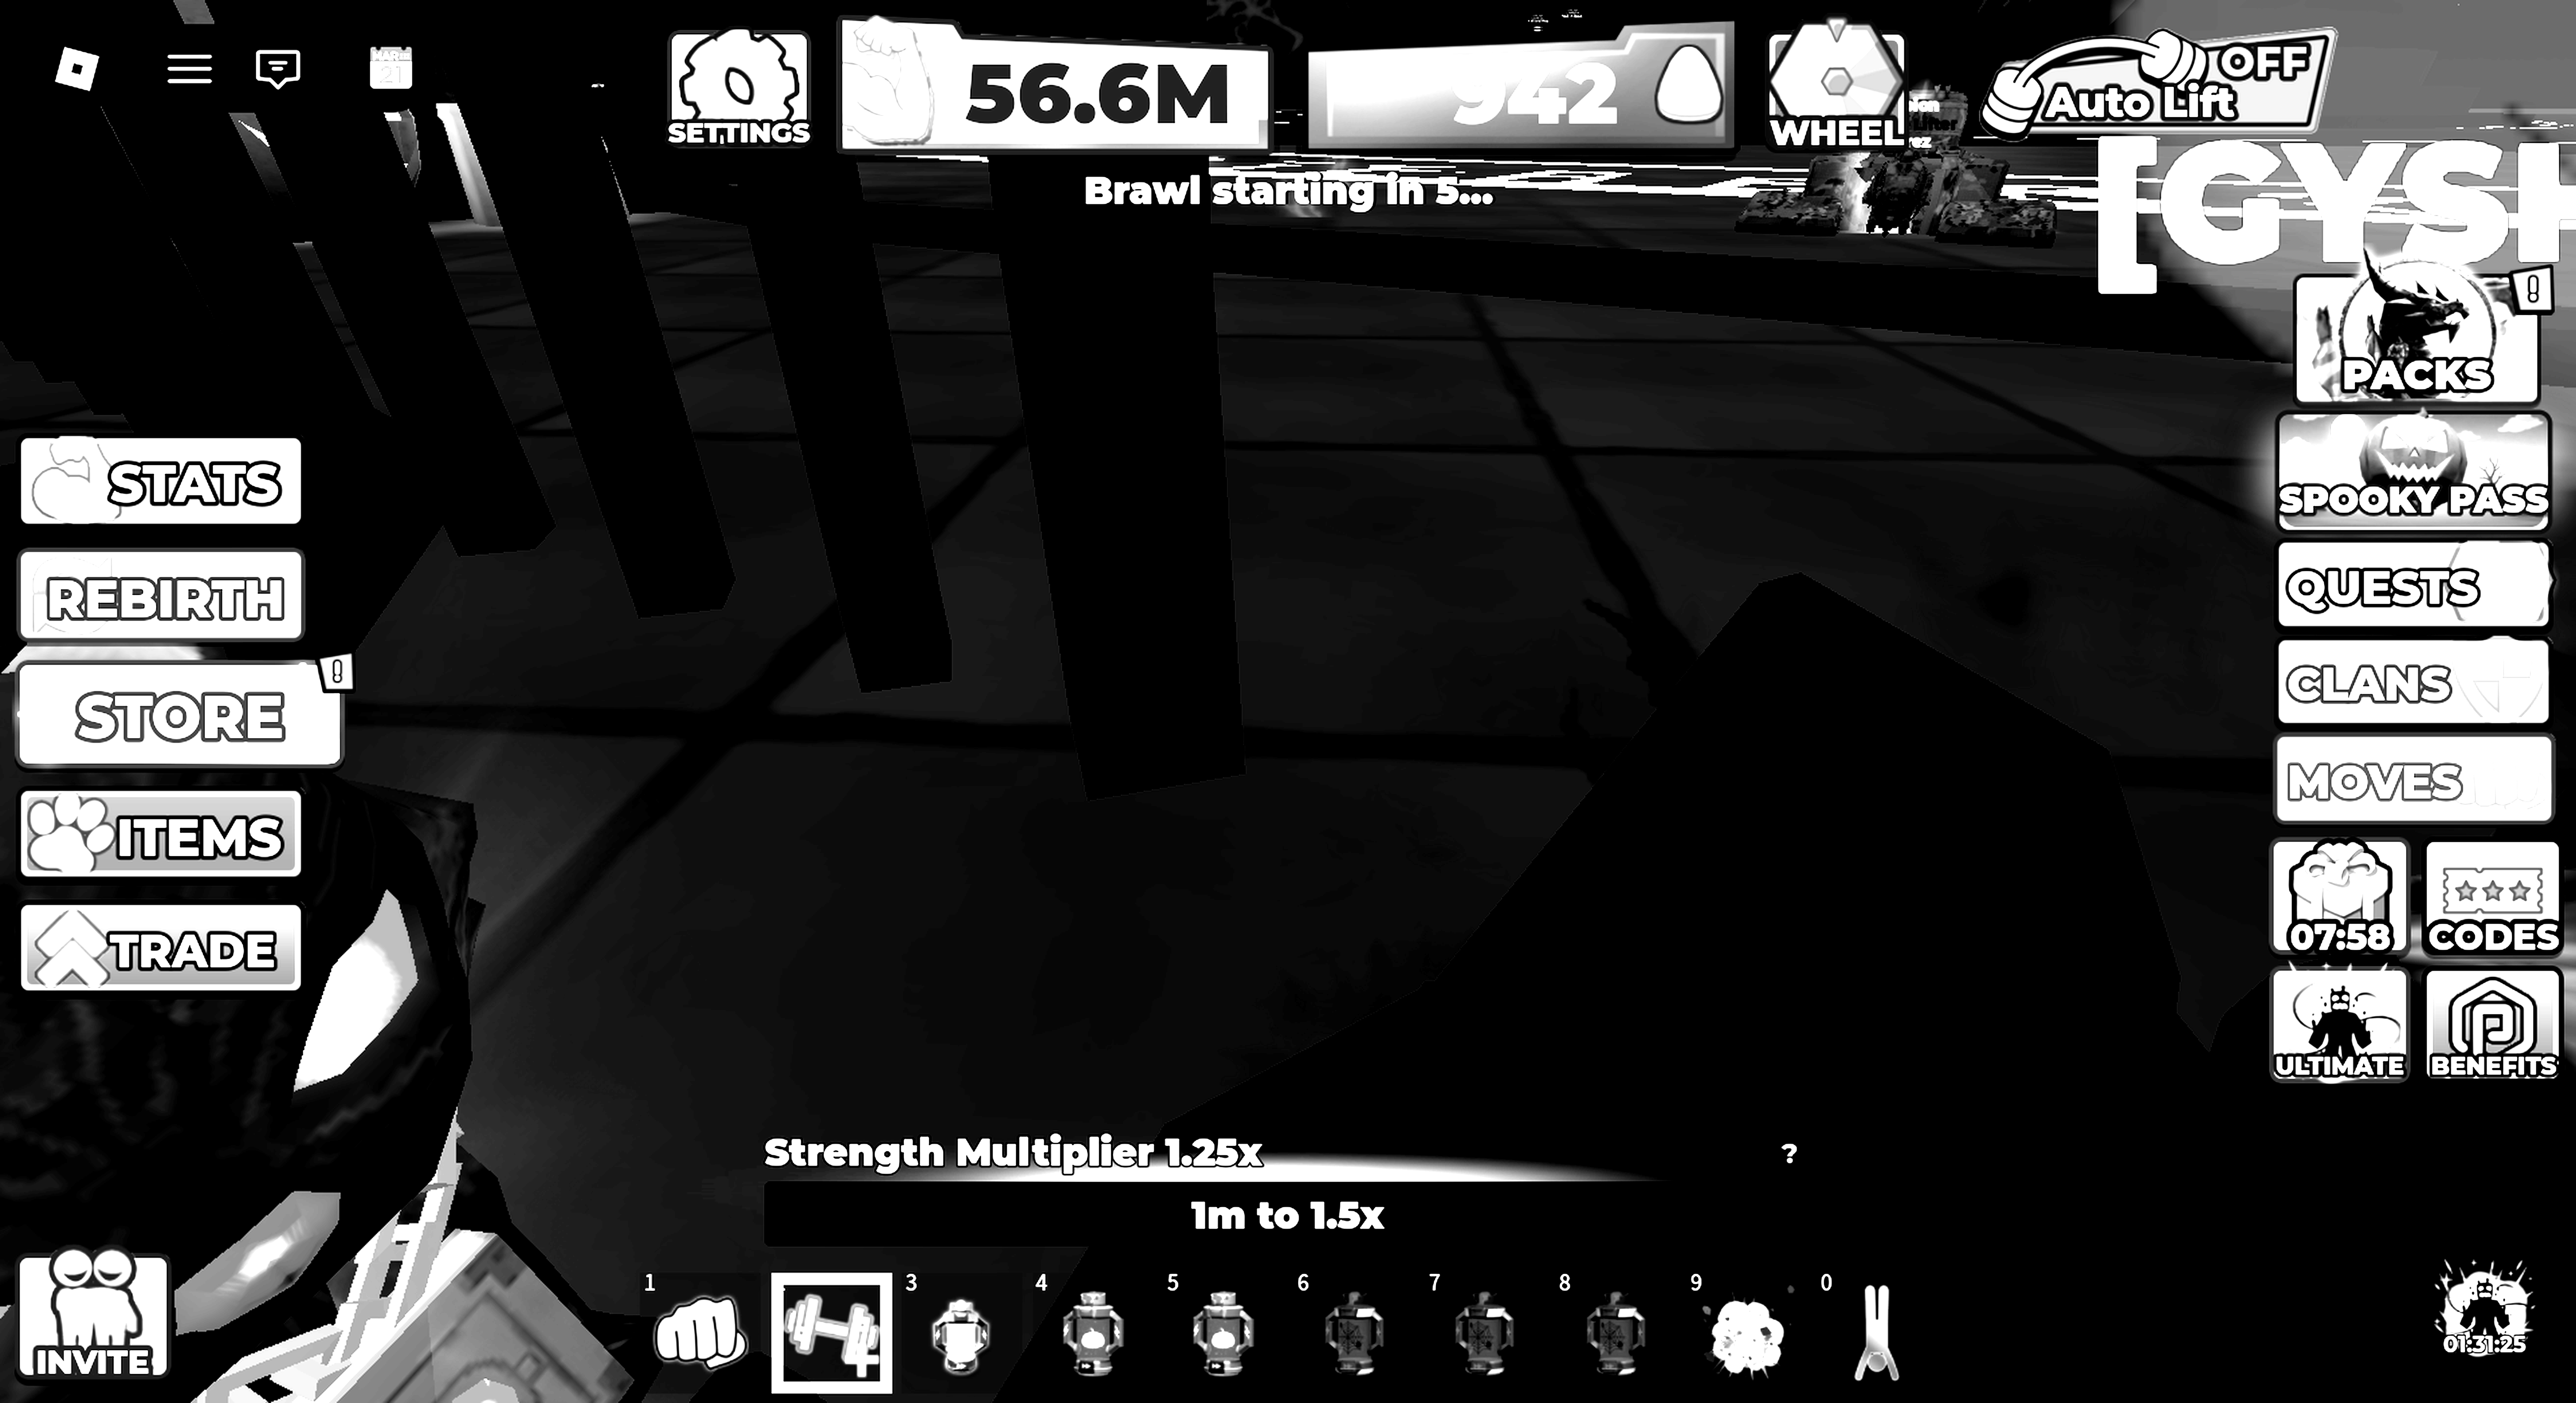 SETTINGS
56.6M
942
WHEEL
OFF
Auto Lift
Brawl starting in 5...
[GYSH
PACKS
STATS
SPOOKY PASS
REBIRTH
QUESTS
STORE
CLANS
MOVES
ITEMS
07:58
CODES
TRADE
ULTIMATE
BENEFITS
Strength Multiplier 1.25x
?
1m to 1.5x
INVITE
1
3
4
5
6
7
8
9
0
01:31:25